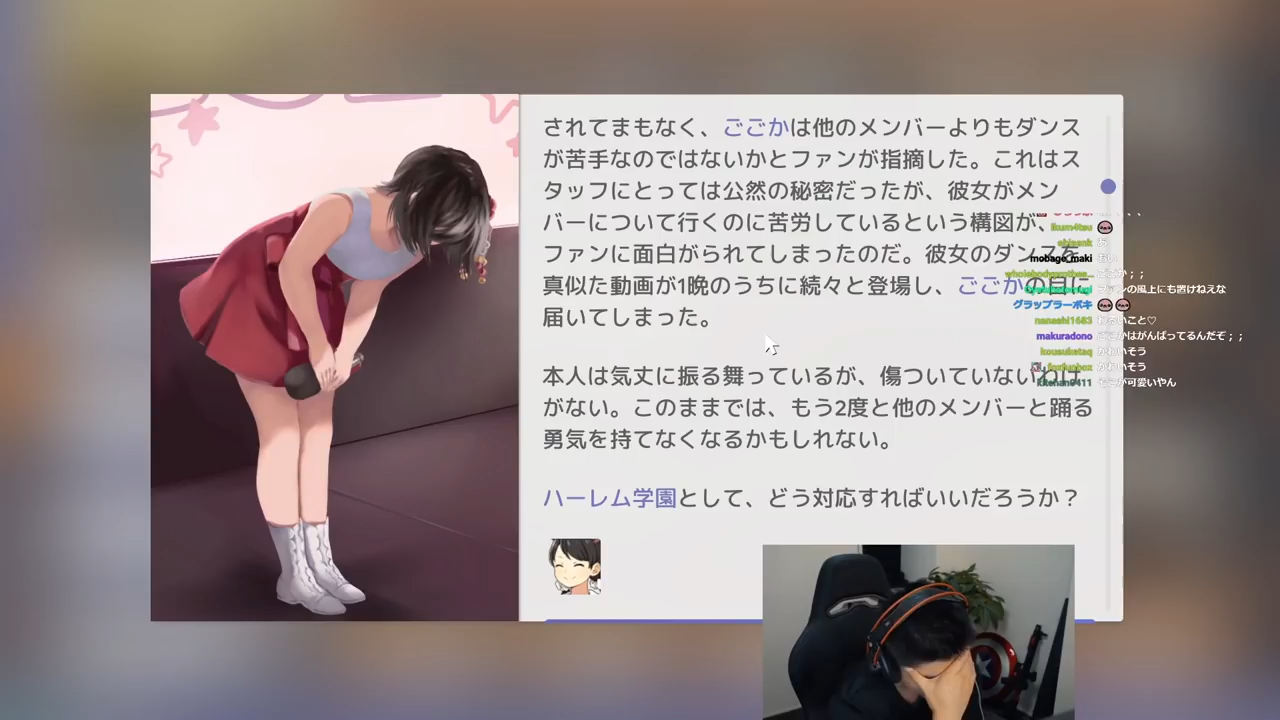 されてまもなく、ごごかは他のメンバーよりもダンス
が苦手なのではないかとファンが指摘した。これはス
タッフにとっては公然の秘密だったが、彼女がメン
バーについて行くのに苦労しているという構図が、
ファンに面白がられてしまったのだ。彼女のダンスを
真似た動画が1晩のうちに続々と登場し、ごごかの目に
届いてしまった。
本人は気丈に振る舞っているが、傷ついていないわけ
がない。このままでは、もう2度と他のメンバーと踊る
勇気を持てなくなるかもしれない。
ハーレム学園として、どう対応すればいいだろうか？
mobage_maki
ごごか；；
ファンの風上にも置けねえな
グラップラーボキ
nanashi1683 わるいこと♡
makuradono ごごかはがんばってるんだぞ；；
kousuketaq かわいそう
かわいそう
そこが可愛いやん